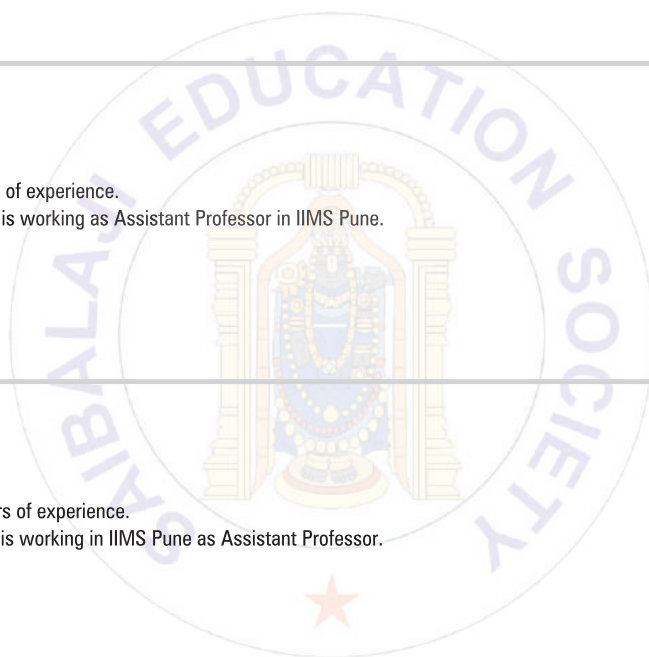 SAIBALAJI EDUCATION SOCIETY
of experience.
is working as Assistant Professor in IIMS Pune.
rs of experience.
is working in IIMS Pune as Assistant Professor.